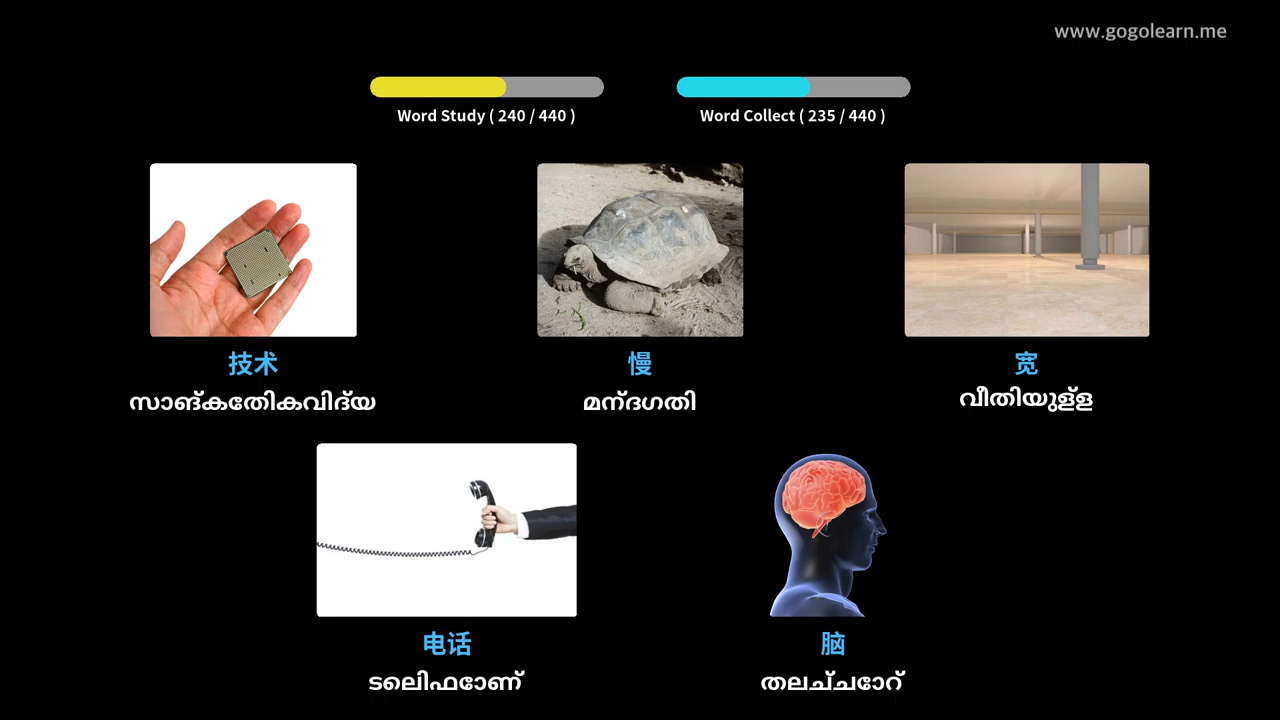 www.gogolearn.me
Word Study ( 240 / 440 )
Word Collect ( 235 / 440 )
技术
慢
宽
സാങ്കേതികവിദ്യ
മന്ദഗതി
വീതിയുള്ള
电话
脑
ടെലിഫോണ്
തലച്ചോറ്